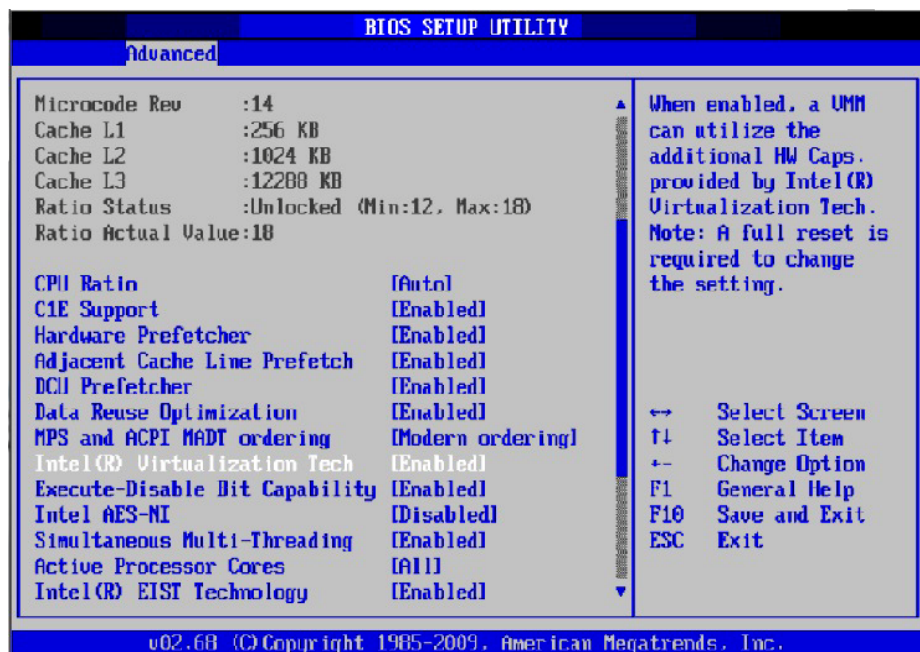 BIOS SETUP UTILITY
Advanced
Microcode Rev :14
Cache L1 :256 KB
Cache L2 :1024 KB
Cache L3 :12288 KB
Ratio Status :Unlocked (Min:12, Max:18)
Ratio Actual Value:18
CPU Ratio [Auto]
C1E Support [Enabled]
Hardware Prefetcher [Enabled]
Adjacent Cache Line Prefetch [Enabled]
DCU Prefetcher [Enabled]
Data Reuse Optimization [Enabled]
MPS and ACPI MADT ordering [Modern ordering]
Intel(R) Virtualization Tech [Enabled]
Execute-Disable Bit Capability [Enabled]
Intel AES-NI [Disabled]
Simultaneous Multi-Threading [Enabled]
Active Processor Cores [All]
Intel(R) EIST Technology [Enabled]
When enabled, a VMM
can utilize the
additional HW Caps.
provided by Intel(R)
Virtualization Tech.
Note: A full reset is
required to change
the setting.
↔ Select Screen
↑↓ Select Item
+- Change Option
F1 General Help
F10 Save and Exit
ESC Exit
v02.68 (C)Copyright 1985-2009, American Megatrends, Inc.